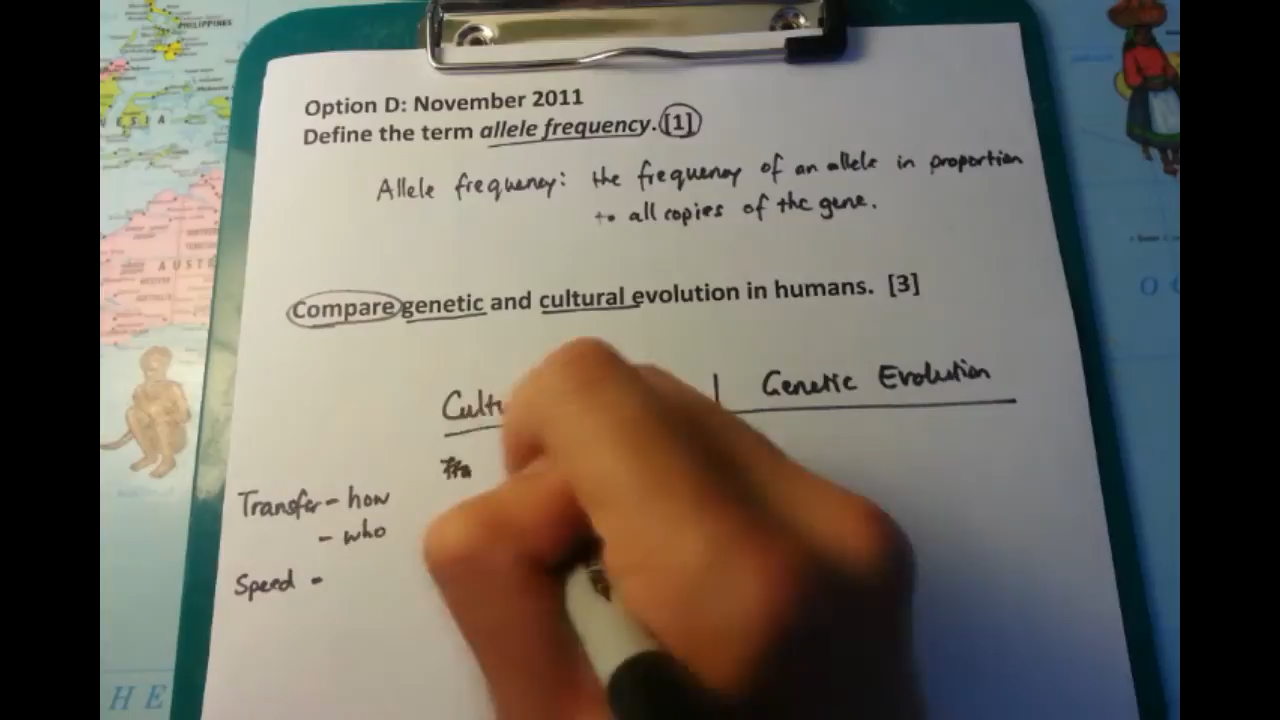 PHILIPPINES
Option D: November 2011
Define the term allele frequency. [1]
Allele frequency: the frequency of an allele in proportion
to all copies of the gene.
Compare genetic and cultural evolution in humans. [3]
Genetic Evolution
Transfer - how
- who
Speed -
H E